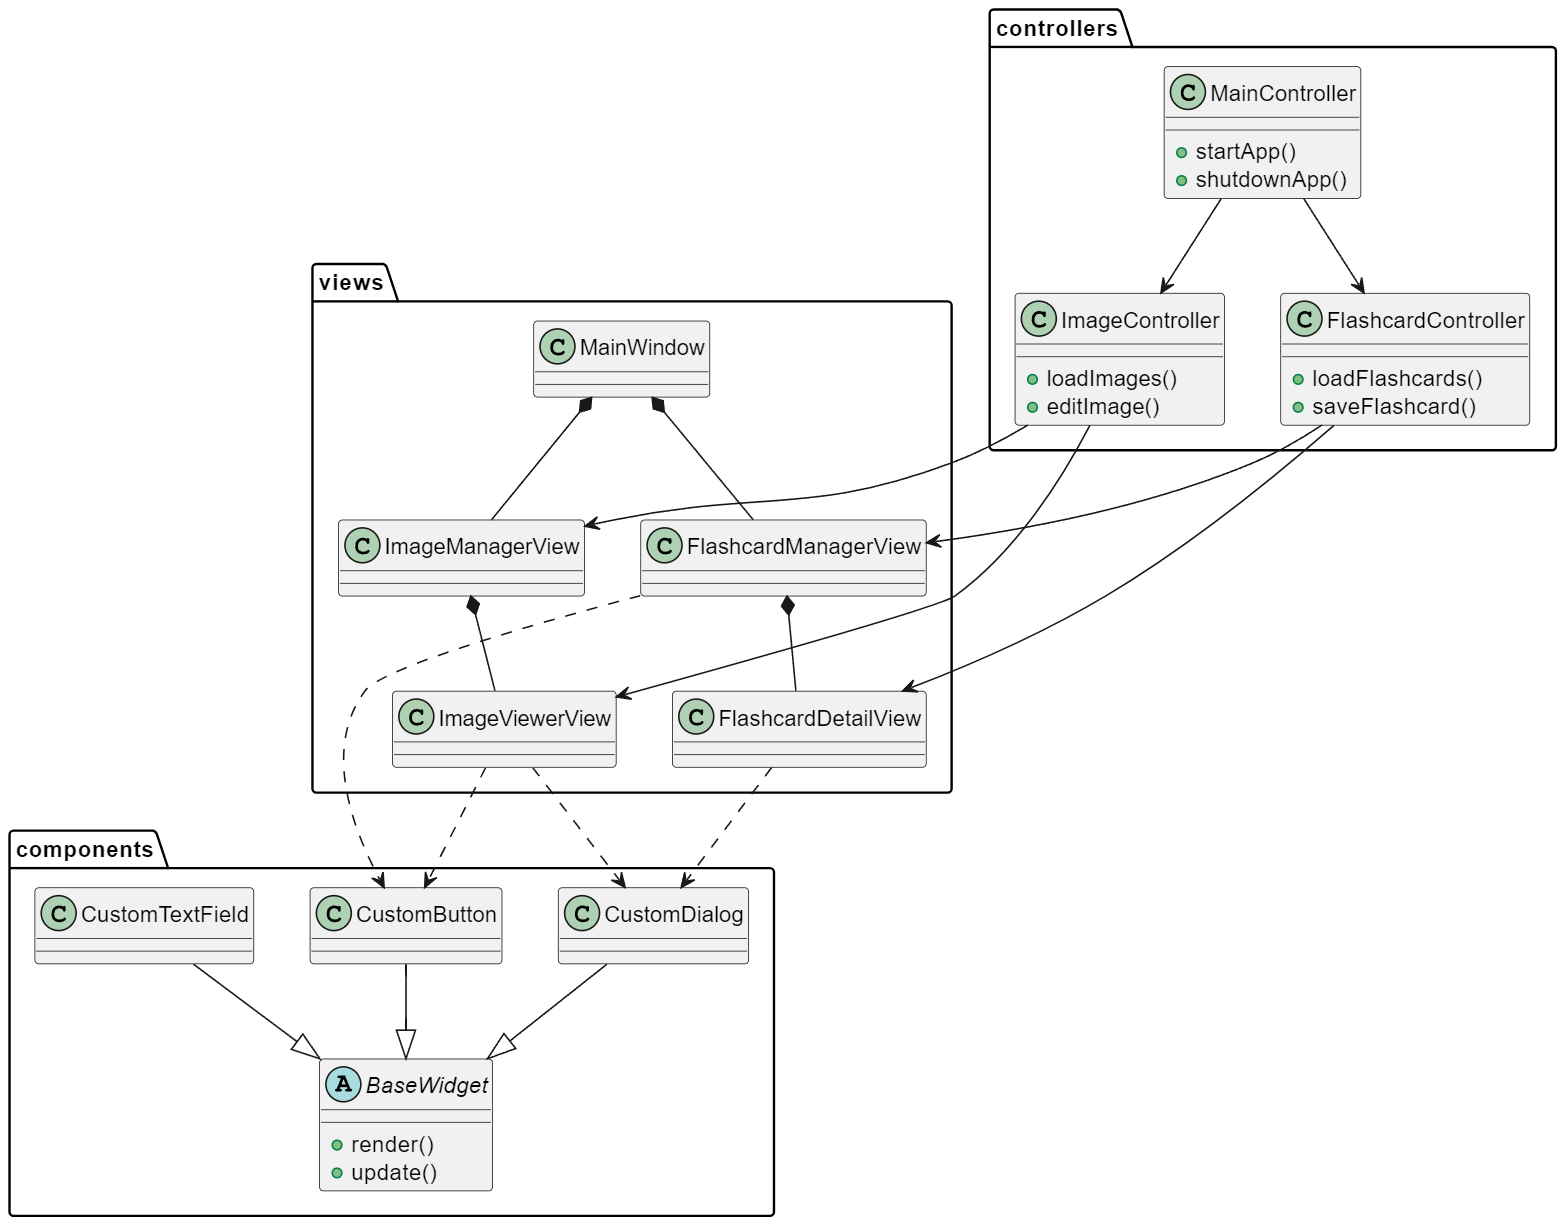 controllers
C MainController
startApp()
shutdownApp()
views
C MainWindow
C ImageController
loadImages()
editImage()
C FlashcardController
loadFlashcards()
saveFlashcard()
C ImageManagerView
C FlashcardManagerView
C ImageViewerView
C FlashcardDetailView
components
C CustomTextField
C CustomButton
C CustomDialog
A BaseWidget
render()
update()